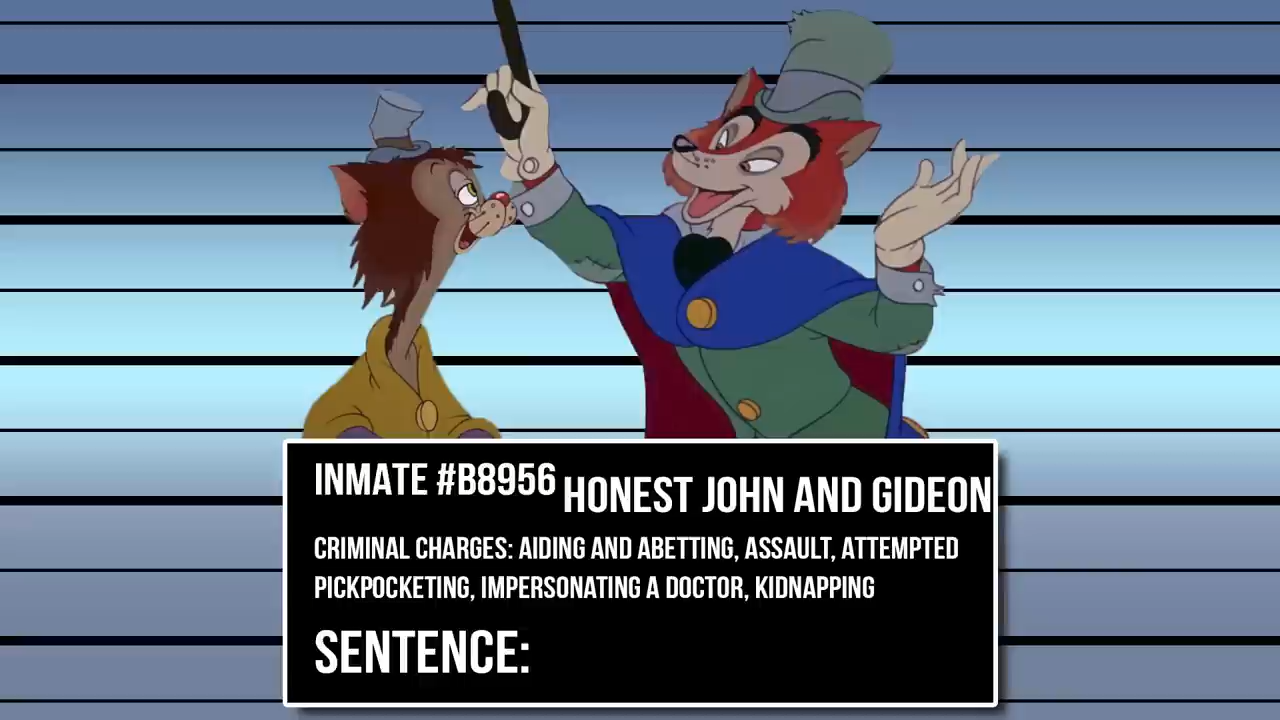 INMATE #B8956 HONEST JOHN AND GIDEON
CRIMINAL CHARGES: AIDING AND ABETTING, ASSAULT, ATTEMPTED
PICKPOCKETING, IMPERSONATING A DOCTOR, KIDNAPPING
SENTENCE: